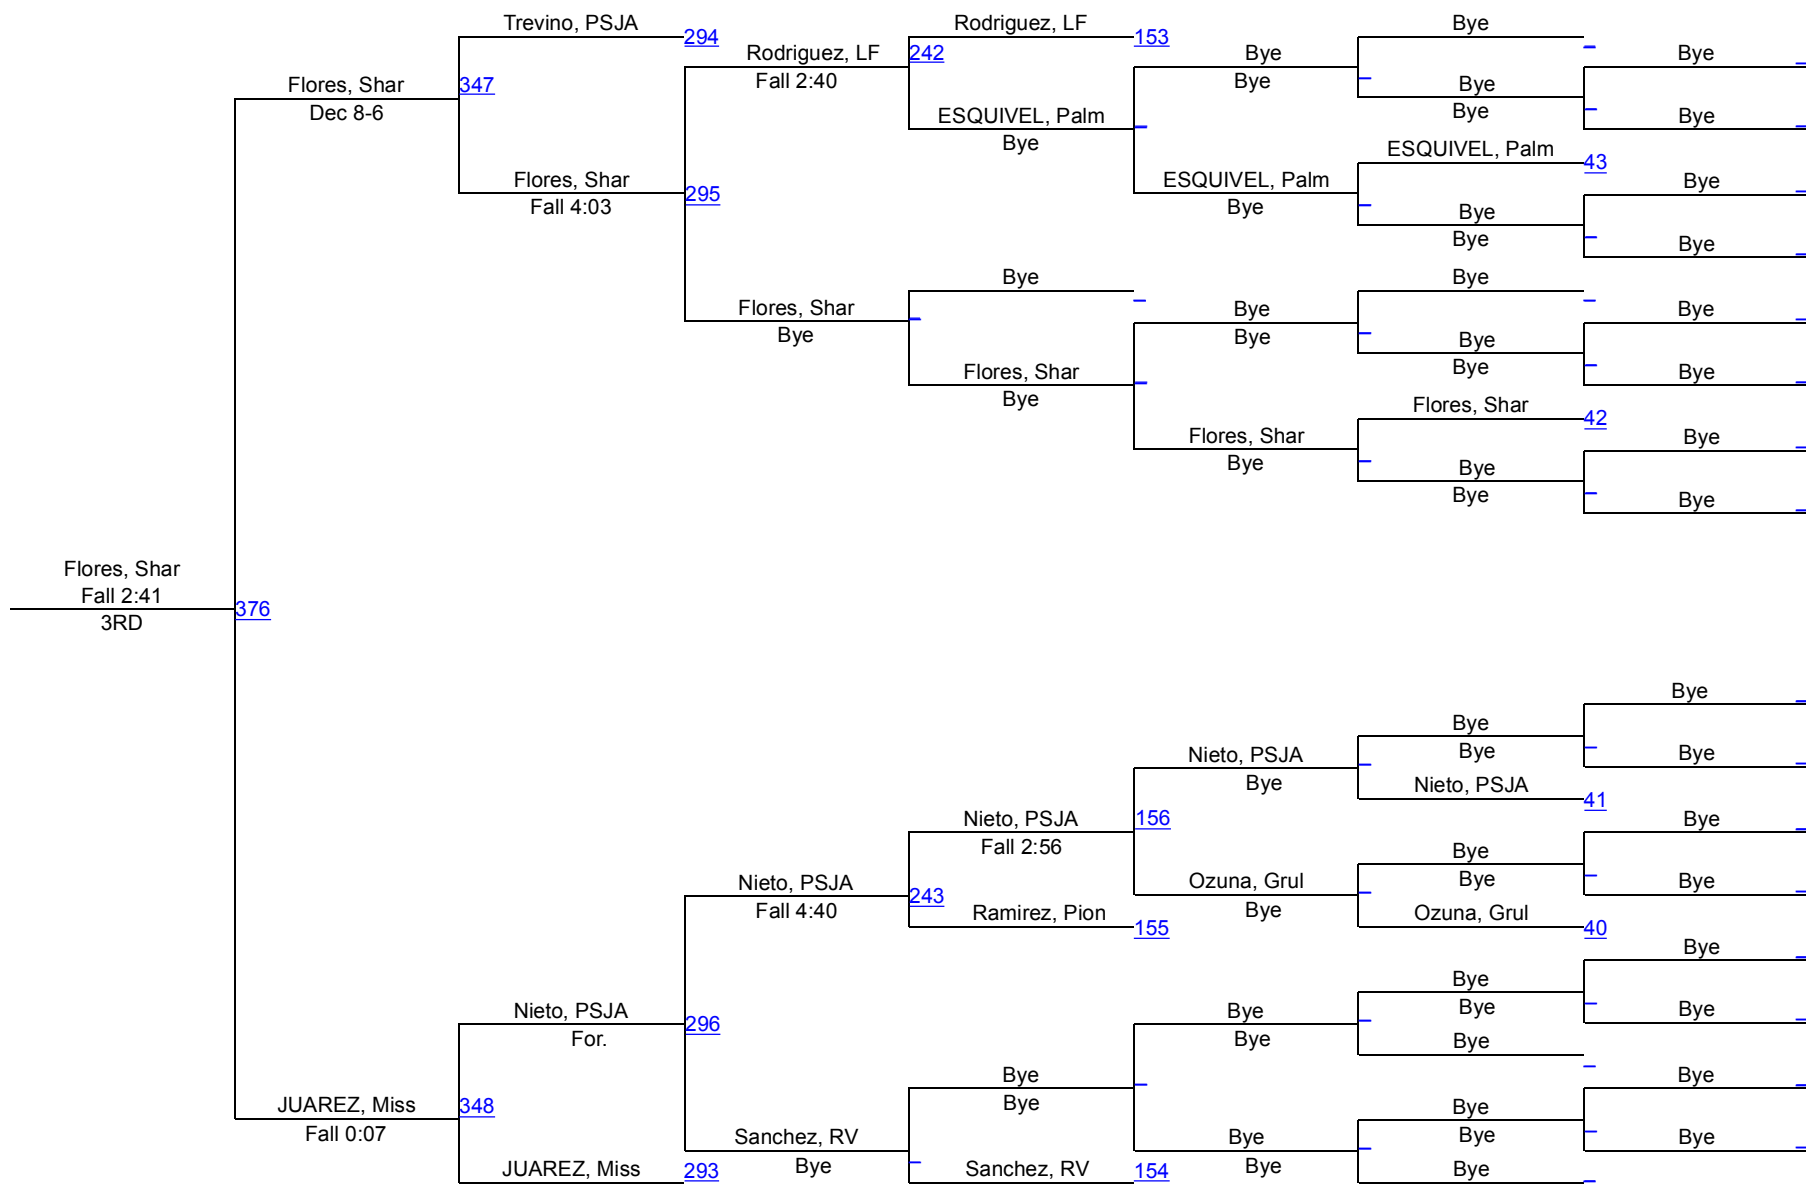 Trevino, PSJA
294
Rodriguez, LF
153
Bye
Rodriguez, LF
242
Bye
Bye
Fall 2:40
Bye
Flores, Shar
347
Bye
Dec 8-6
Bye
ESQUIVEL, Palm
Bye
Bye
ESQUIVEL, Palm
43
Flores, Shar
295
ESQUIVEL, Palm
Bye
Fall 4:03
Bye
Bye
Bye
Bye
Bye
Bye
Flores, Shar
Bye
Bye
Bye
Bye
Bye
Bye
Flores, Shar
Bye
Bye
Bye
Flores, Shar
42
Flores, Shar
Bye
Bye
Bye
Bye
Bye
Flores, Shar
Fall 2:41
376
3RD
Bye
Bye
Nieto, PSJA
Bye
Bye
Bye
Nieto, PSJA
41
Nieto, PSJA
156
Bye
Fall 2:56
Bye
Nieto, PSJA
243
Ozuna, Grul
Bye
Bye
Fall 4:40
Ramirez, Pion
155
Bye
Ozuna, Grul
40
Bye
Bye
Nieto, PSJA
296
Bye
Bye
Bye
For.
Bye
Bye
Bye
Bye
JUAREZ, Miss
348
Bye
Bye
Fall 0:07
Sanchez, RV
Bye
Bye
Bye
JUAREZ, Miss
293
Bye
Sanchez, RV
154
Bye
Bye